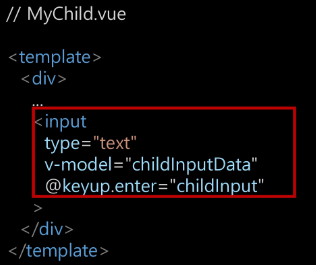 // MyChild.vue
<template>
<div>
...
<input
type="text"
v-model="childInputData"
@keyup.enter="childInput"
>
</div>
</template>